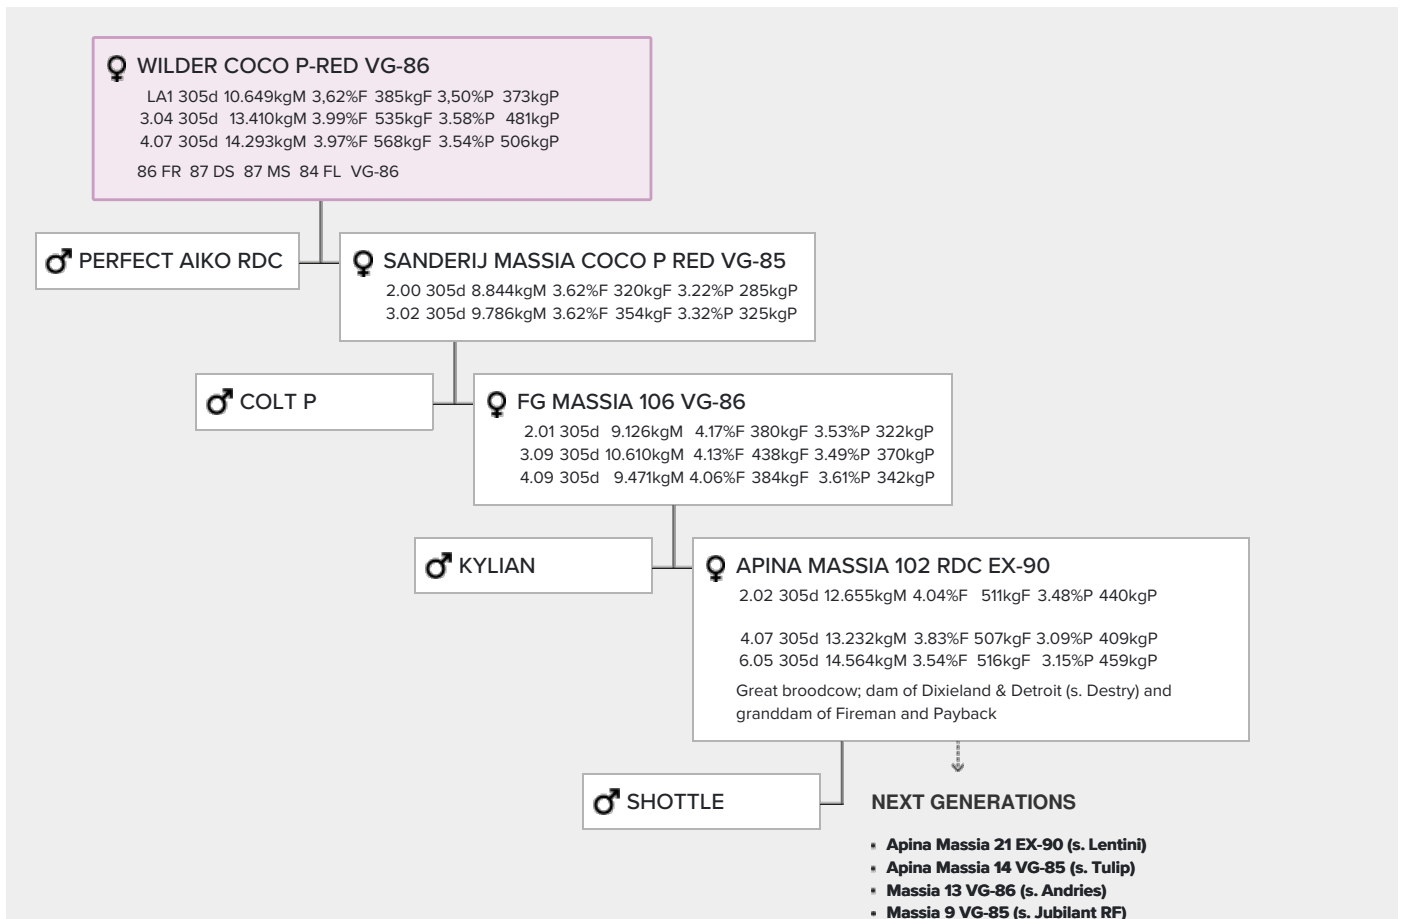 WILDER COCO P-RED VG-86
LA1 305d 10.649kgM 3,62%F 385kgF 3,50%P 373kgP
3.04 305d 13.410kgM 3.99%F 535kgF 3.58%P 481kgP
4.07 305d 14.293kgM 3.97%F 568kgF 3.54%P 506kgP
86 FR 87 DS 87 MS 84 FL VG-86
PERFECT AIKO RDC
SANDERIJ MASSIA COCO P RED VG-85
2.00 305d 8.844kgM 3.62%F 320kgF 3.22%P 285kgP
3.02 305d 9.786kgM 3.62%F 354kgF 3.32%P 325kgP
COLT P
FG MASSIA 106 VG-86
2.01 305d 9.126kgM 4.17%F 380kgF 3.53%P 322kgP
3.09 305d 10.610kgM 4.13%F 438kgF 3.49%P 370kgP
4.09 305d 9.471kgM 4.06%F 384kgF 3.61%P 342kgP
KYLIAN
APINA MASSIA 102 RDC EX-90
2.02 305d 12.655kgM 4.04%F 511kgF 3.48%P 440kgP
4.07 305d 13.232kgM 3.83%F 507kgF 3.09%P 409kgP
6.05 305d 14.564kgM 3.54%F 516kgF 3.15%P 459kgP
Great broodcow; dam of Dixieland & Detroit (s. Destry) and
granddam of Fireman and Payback
SHOTTLE
NEXT GENERATIONS
▪ Apina Massia 21 EX-90 (s. Lentini)
▪ Apina Massia 14 VG-85 (s. Tulip)
▪ Massia 13 VG-86 (s. Andries)
▪ Massia 9 VG-85 (s. Jubilant RF)